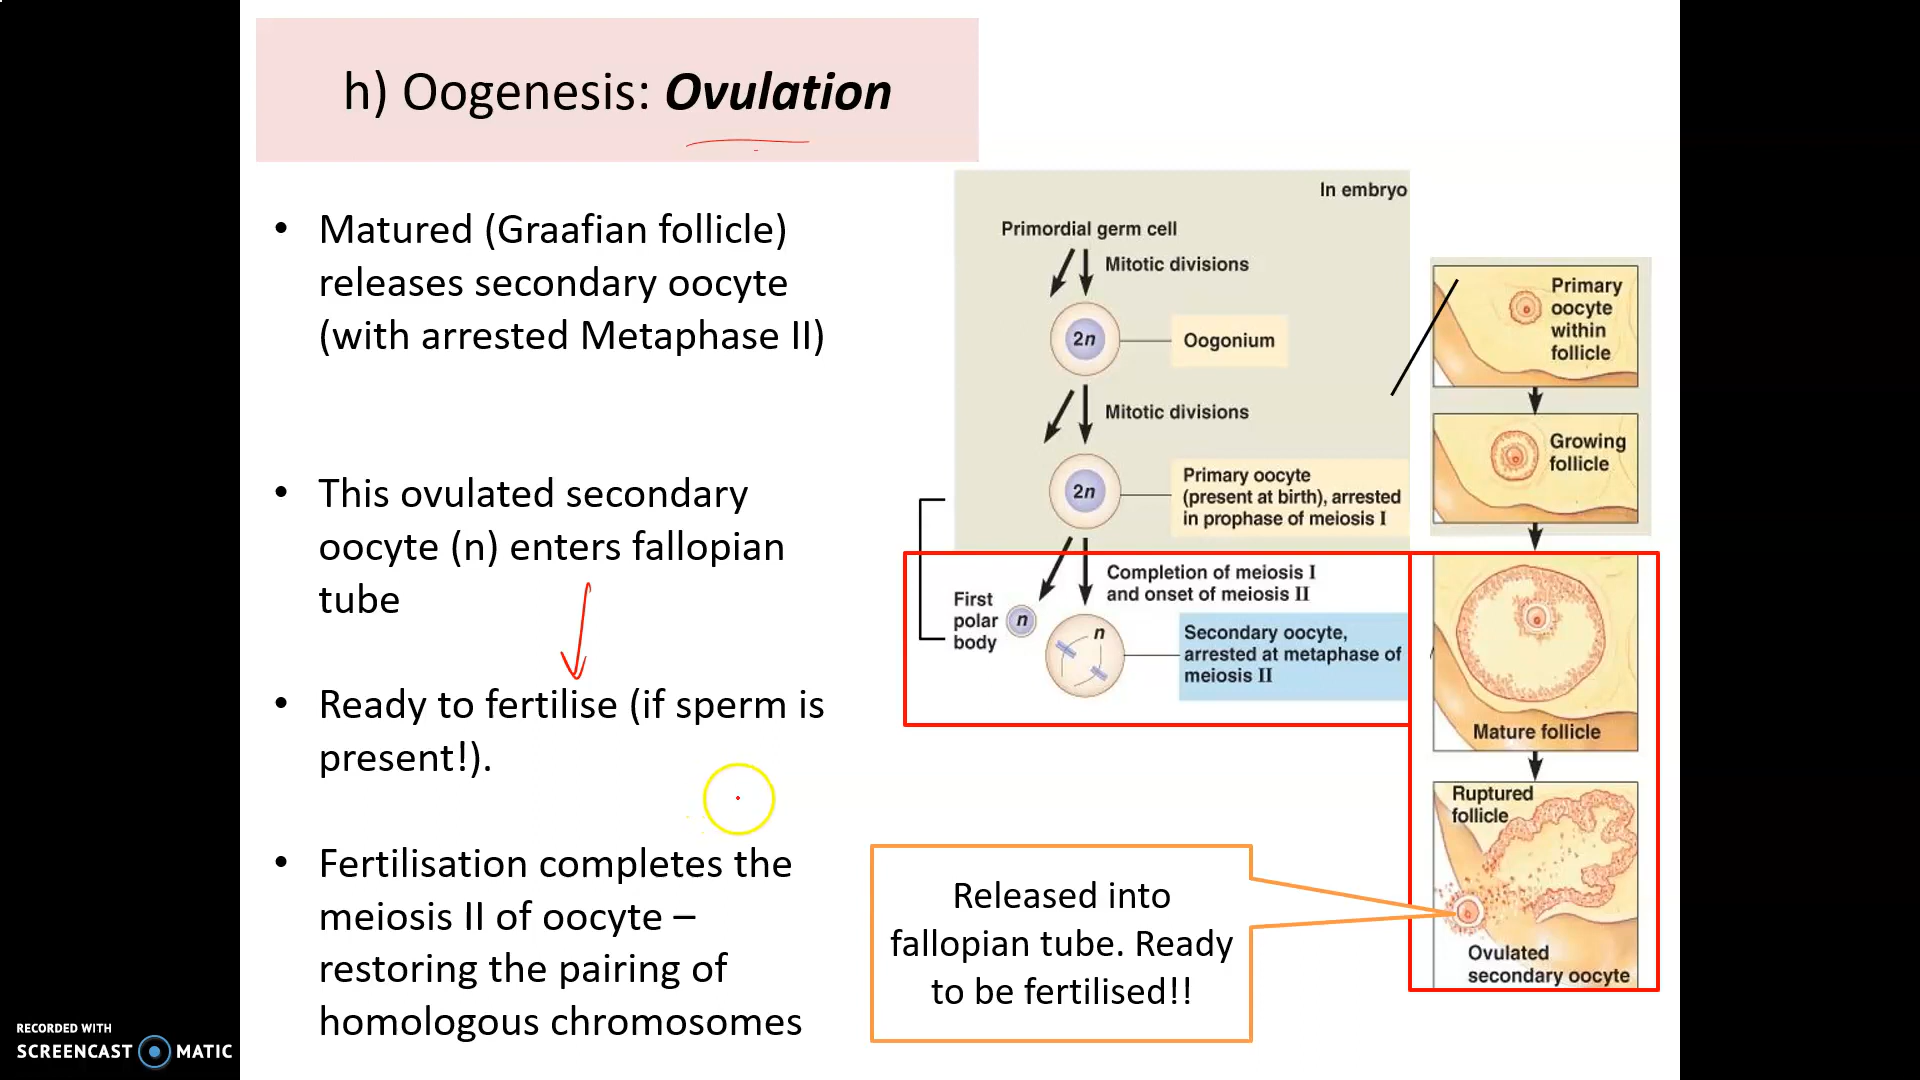 h) Oogenesis: Ovulation
• Matured (Graafian follicle)
releases secondary oocyte
(with arrested Metaphase II)
• This ovulated secondary
oocyte (n) enters fallopian
tube
• Ready to fertilise (if sperm is
present!).
• Fertilisation completes the
meiosis II of oocyte –
restoring the pairing of
homologous chromosomes
In embryo
Primordial germ cell
Mitotic divisions
2n
Oogonium
Mitotic divisions
2n
Primary oocyte
(present at birth), arrested
in prophase of meiosis I
Completion of meiosis I
and onset of meiosis II
First
polar
body
n
n
Secondary oocyte,
arrested at metaphase of
meiosis II
Primary
oocyte
within
follicle
Growing
follicle
Mature follicle
Ruptured
follicle
Ovulated
secondary oocyte
Released into
fallopian tube. Ready
to be fertilised!!
RECORDED WITH
SCREENCAST MATIC